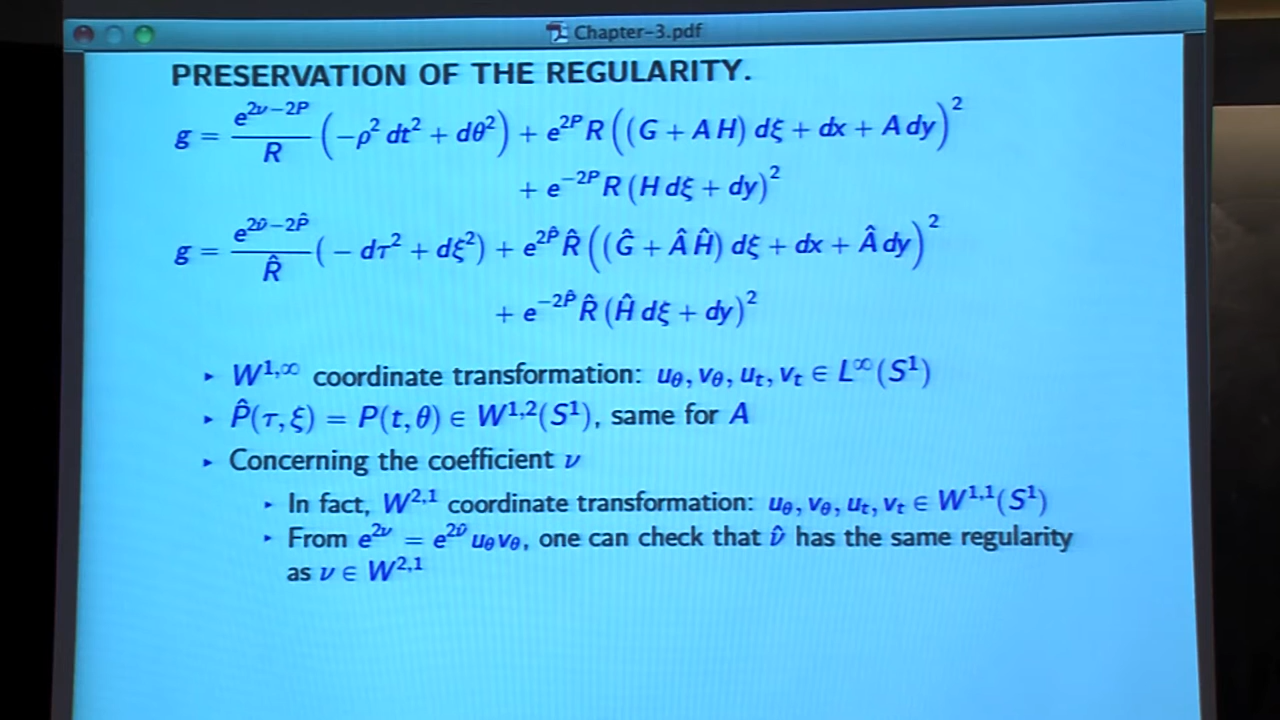 Chapter-3.pdf
PRESERVATION OF THE REGULARITY.
g = e^{2ν−2P}/R (−ρ² dt² + dθ²) + e^{2P} R ((G + A H) dξ + dx + A dy)²
+ e^{−2P} R (H dξ + dy)²
g = e^{2ν̂−2P̂}/R̂ (− dτ² + dξ²) + e^{2P̂} R̂ ((Ĝ + Â Ĥ) dξ + dx + Â dy)²
+ e^{−2P̂} R̂ (Ĥ dξ + dy)²
▸ W^{1,∞} coordinate transformation: u_θ, v_θ, u_t, v_t ∈ L^∞(S¹)
▸ P̂(τ, ξ) = P(t, θ) ∈ W^{1,2}(S¹), same for A
▸ Concerning the coefficient ν
▸ In fact, W^{2,1} coordinate transformation: u_θ, v_θ, u_t, v_t ∈ W^{1,1}(S¹)
▸ From e^{2ν} = e^{2ν̂} u_θ v_θ, one can check that ν̂ has the same regularity
as ν ∈ W^{2,1}